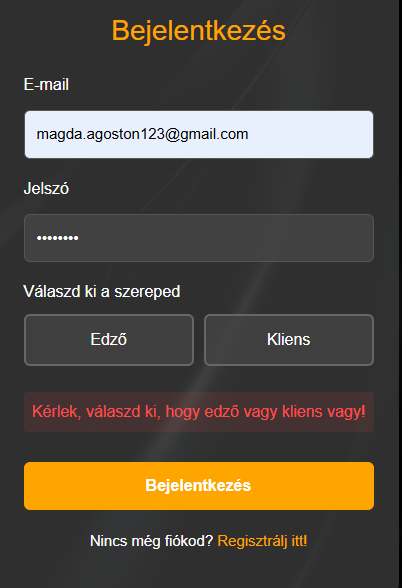 Bejelentkezés
E-mail
magda.agoston123@gmail.com
Jelszó
••••••••
Válaszd ki a szereped
Edző
Kliens
Kérlek, válaszd ki, hogy edző vagy kliens vagy!
Bejelentkezés
Nincs még fiókod? Regisztrálj itt!